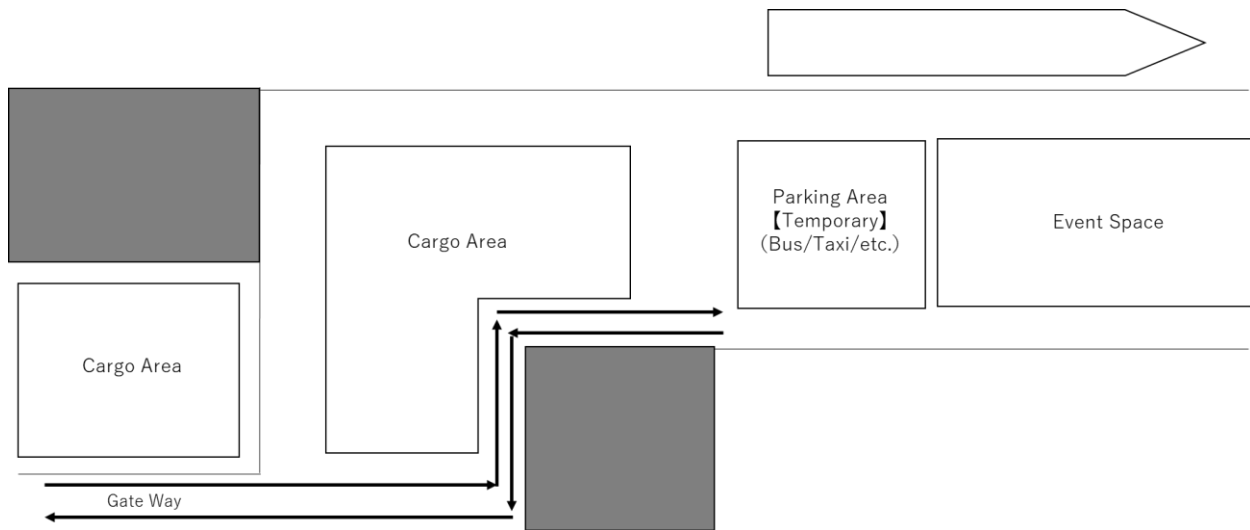 Parking Area
【Temporary】
(Bus/Taxi/etc.)
Event Space
Cargo Area
Cargo Area
Gate Way